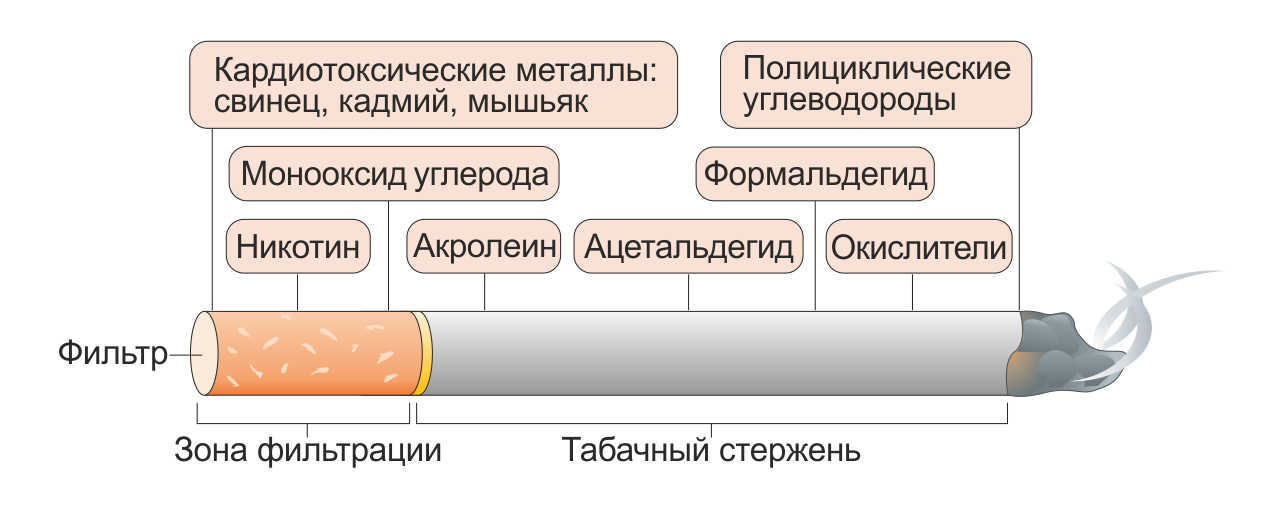 Кардиотоксические металлы:
свинец, кадмий, мышьяк
Полициклические
углеводороды
Монооксид углерода
Формальдегид
Никотин
Акролеин
Ацетальдегид
Окислители
Фильтр
Зона фильтрации
Табачный стержень